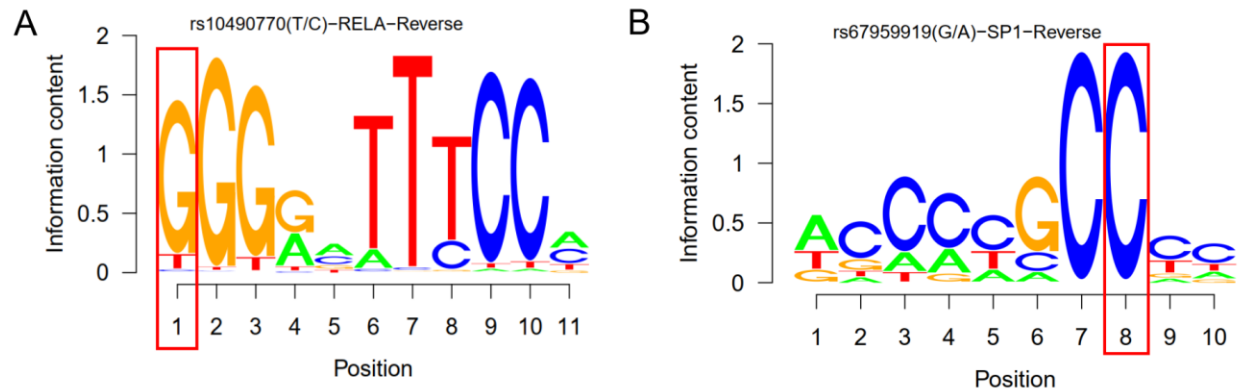 A
rs10490770(T/C)−RELA−Reverse
Information content
2
1.5
1
0.5
0
G G G G A A C A T T T C C C A C T
1 2 3 4 5 6 7 8 9 10 11
Position
B
rs67959919(G/A)−SP1−Reverse
Information content
2
1.5
1
0.5
0
A T G C G T A C A T C A G C T A G C A C C C T G A C T A G
1 2 3 4 5 6 7 8 9 10
Position